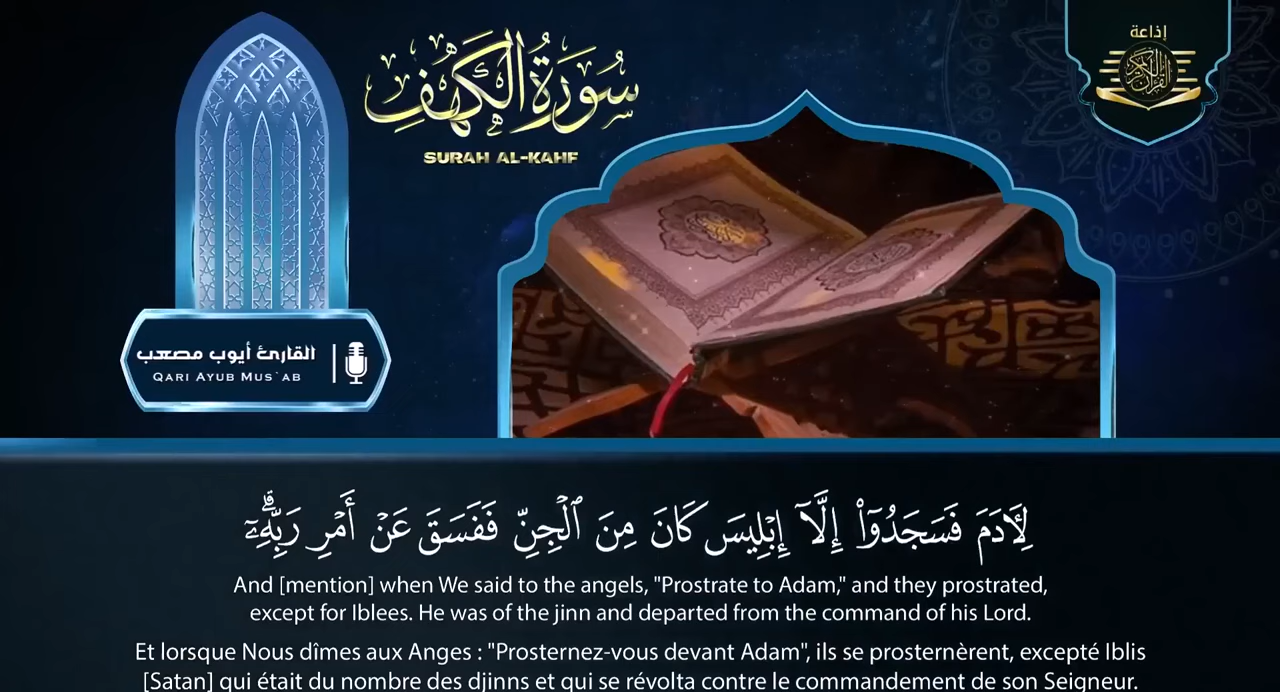 سُورَةُ الكَهْفِ
SURAH AL-KAHF
إذاعة
القرآن الكريم
القارئ أيوب مصعب
QARI AYUB MUS`AB
لِأٓدَمَ فَسَجَدُوٓاْ إِلَّآ إِبۡلِيسَ كَانَ مِنَ ٱلۡجِنِّ فَفَسَقَ عَنۡ أَمۡرِ رَبِّهِۦٓۗ
And [mention] when We said to the angels, "Prostrate to Adam," and they prostrated,
except for Iblees. He was of the jinn and departed from the command of his Lord.
Et lorsque Nous dîmes aux Anges : "Prosternez-vous devant Adam", ils se prosternèrent, excepté Iblis
[Satan] qui était du nombre des djinns et qui se révolta contre le commandement de son Seigneur.